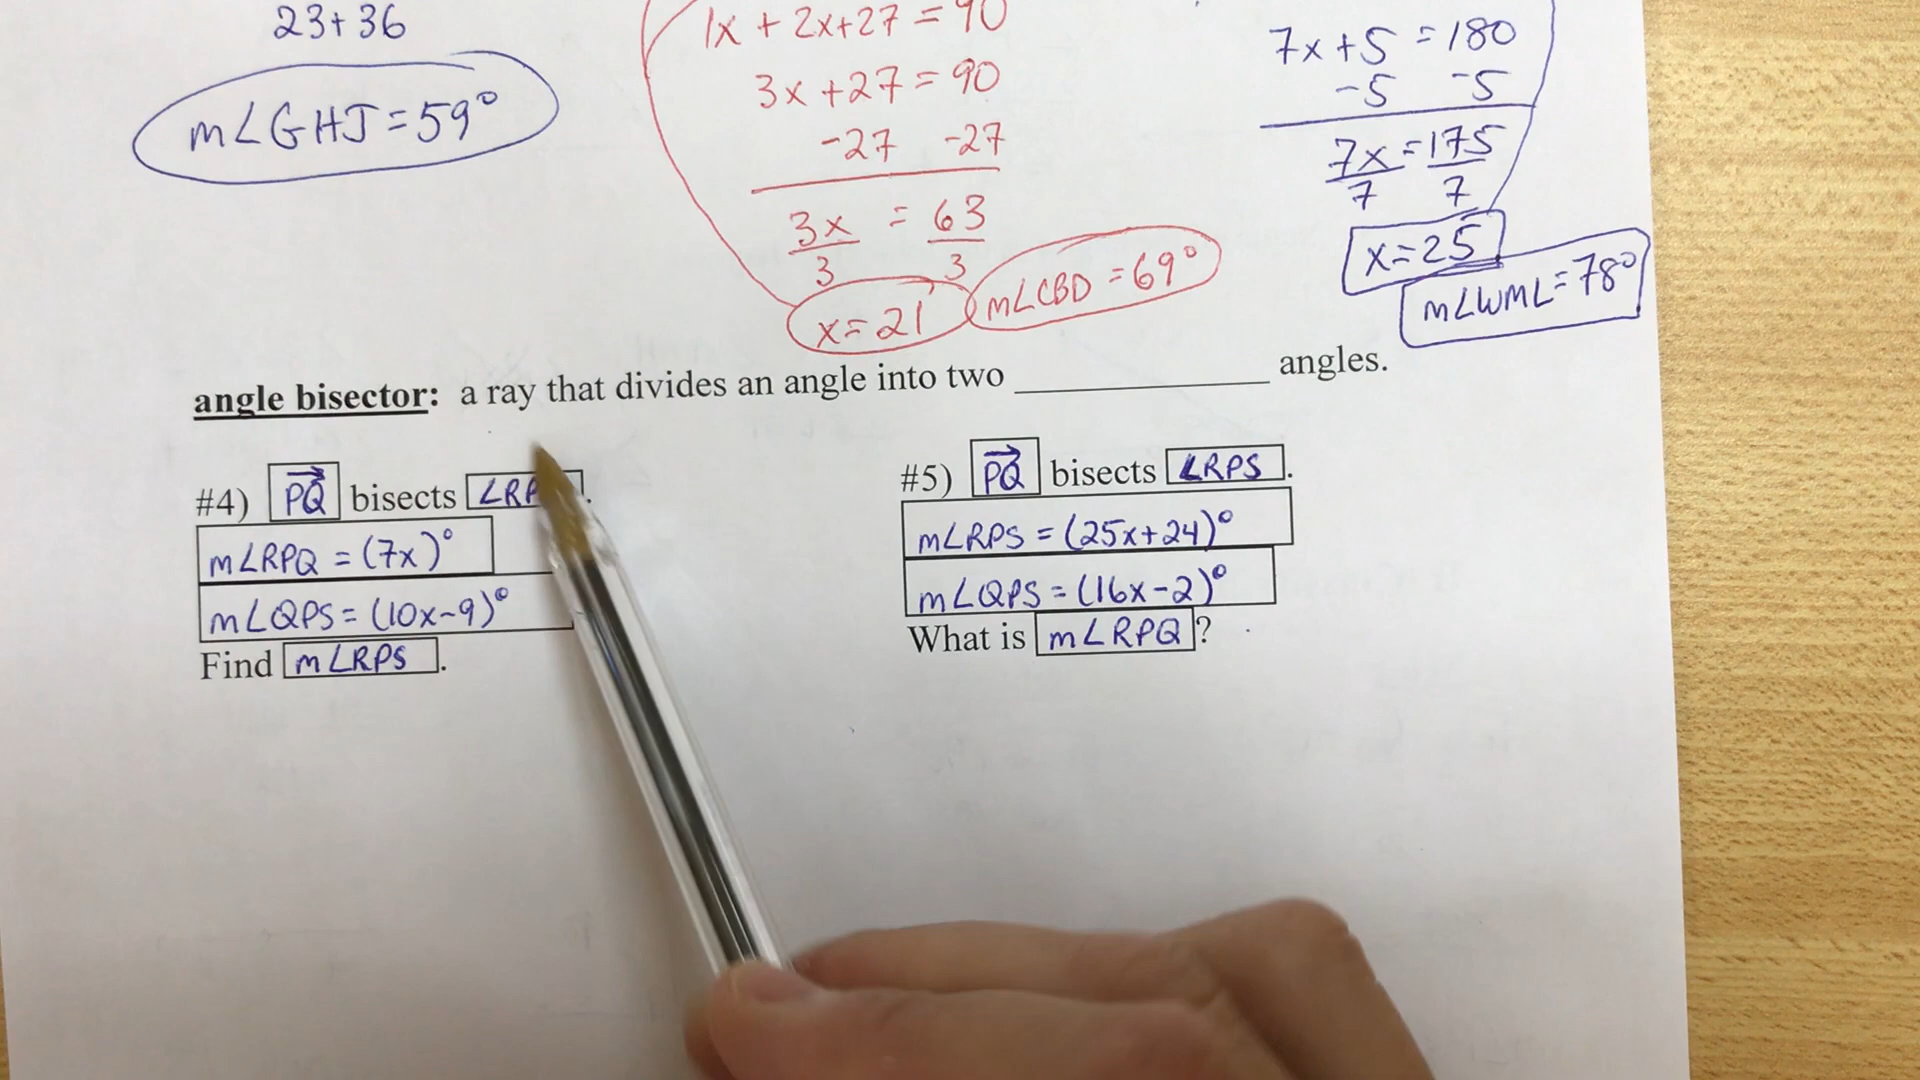 23+36
m∠GHJ=59°
1x + 2x+27 = 90
3x +27 = 90
-27 -27
3x = 63
3 3
x=21
m∠CBD = 69°
7x+5 = 180
-5 -5
7x = 175
7 7
x=25
m∠WML=78°
angle bisector: a ray that divides an angle into two ____________ angles.
#4) PQ bisects ∠RP .
m∠RPQ = (7x)°
m∠QPS = (10x-9)°
Find m∠RPS .
#5) PQ bisects ∠RPS .
m∠RPS = (25x+24)°
m∠QPS = (16x-2)°
What is m∠RPQ ?